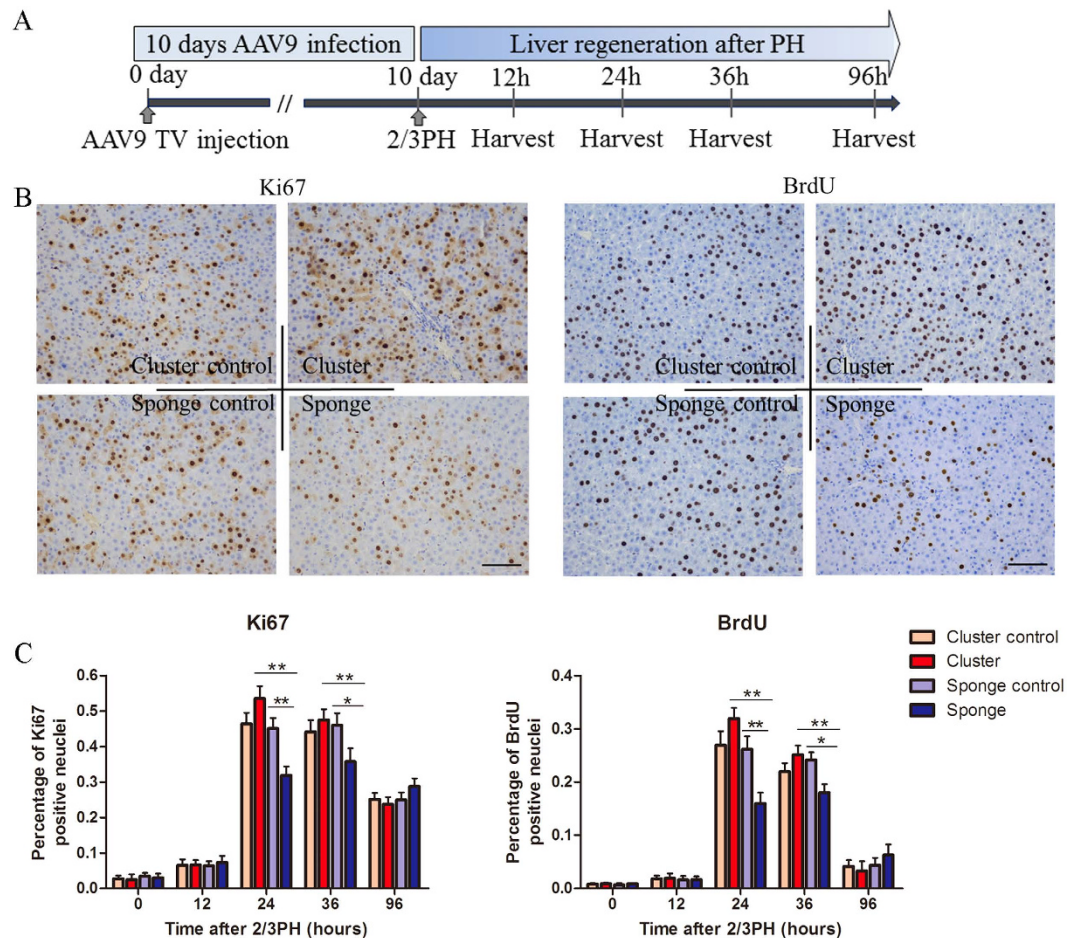 A
10 days AAV9 infection
Liver regeneration after PH
0 day
10 day
12h
24h
36h
96h
//
AAV9 TV injection
2/3PH
Harvest
Harvest
Harvest
Harvest
B
Ki67
BrdU
Cluster control
Cluster
Sponge control
Sponge
Cluster control
Cluster
Sponge control
Sponge
C
Ki67
Percentage of Ki67
positive neuclei
0.6
0.5
0.4
0.3
0.2
0.1
0.0
**
**
**
*
0
12
24
36
96
Time after 2/3PH (hours)
BrdU
Percentage of BrdU
positive neuclei
0.4
0.3
0.2
0.1
0.0
**
**
**
*
0
12
24
36
96
Time after 2/3PH (hours)
Cluster control
Cluster
Sponge control
Sponge